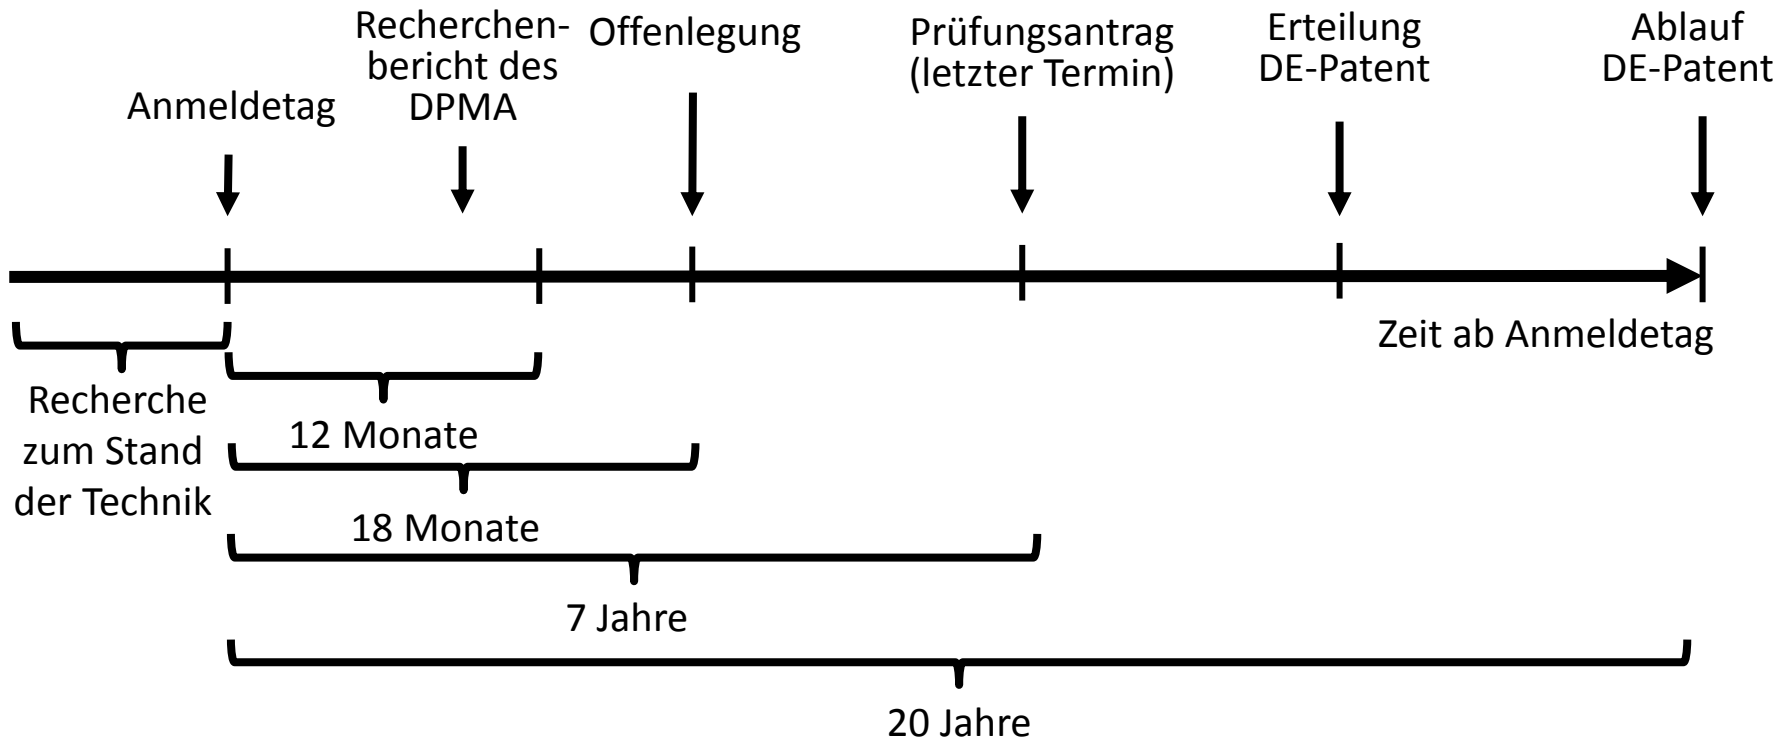 Recherchen-
bericht des
DPMA
Offenlegung
Prüfungsantrag
(letzter Termin)
Erteilung
DE-Patent
Ablauf
DE-Patent
Anmeldetag
Zeit ab Anmeldetag
Recherche
zum Stand
der Technik
12 Monate
18 Monate
7 Jahre
20 Jahre